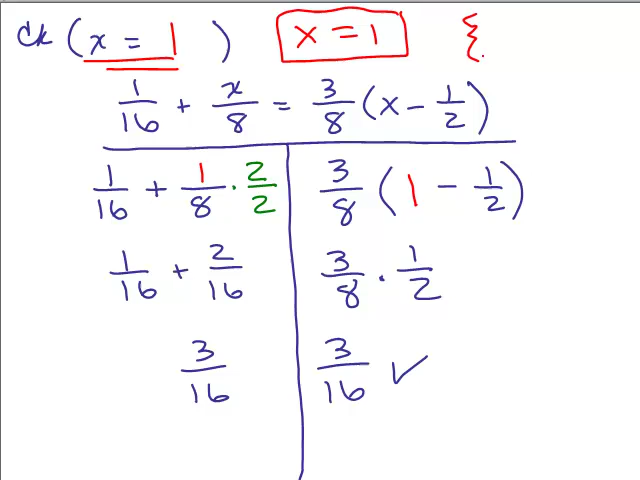 ck ( x = 1 ) x = 1 {
1/16 + x/8 = 3/8 ( x - 1/2 )
1/16 + 1/8 · 2/2 3/8 ( 1 - 1/2 )
1/16 + 2/16 3/8 · 1/2
3/16 3/16 ✓